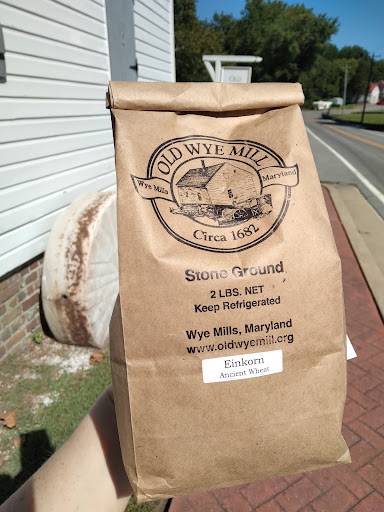 OLD WYE MILL
Wye Mills, Maryland
Circa 1682
Stone Ground
2 LBS. NET
Keep Refrigerated
Wye Mills, Maryland
www.oldwyemill.org
Einkorn
Ancient Wheat